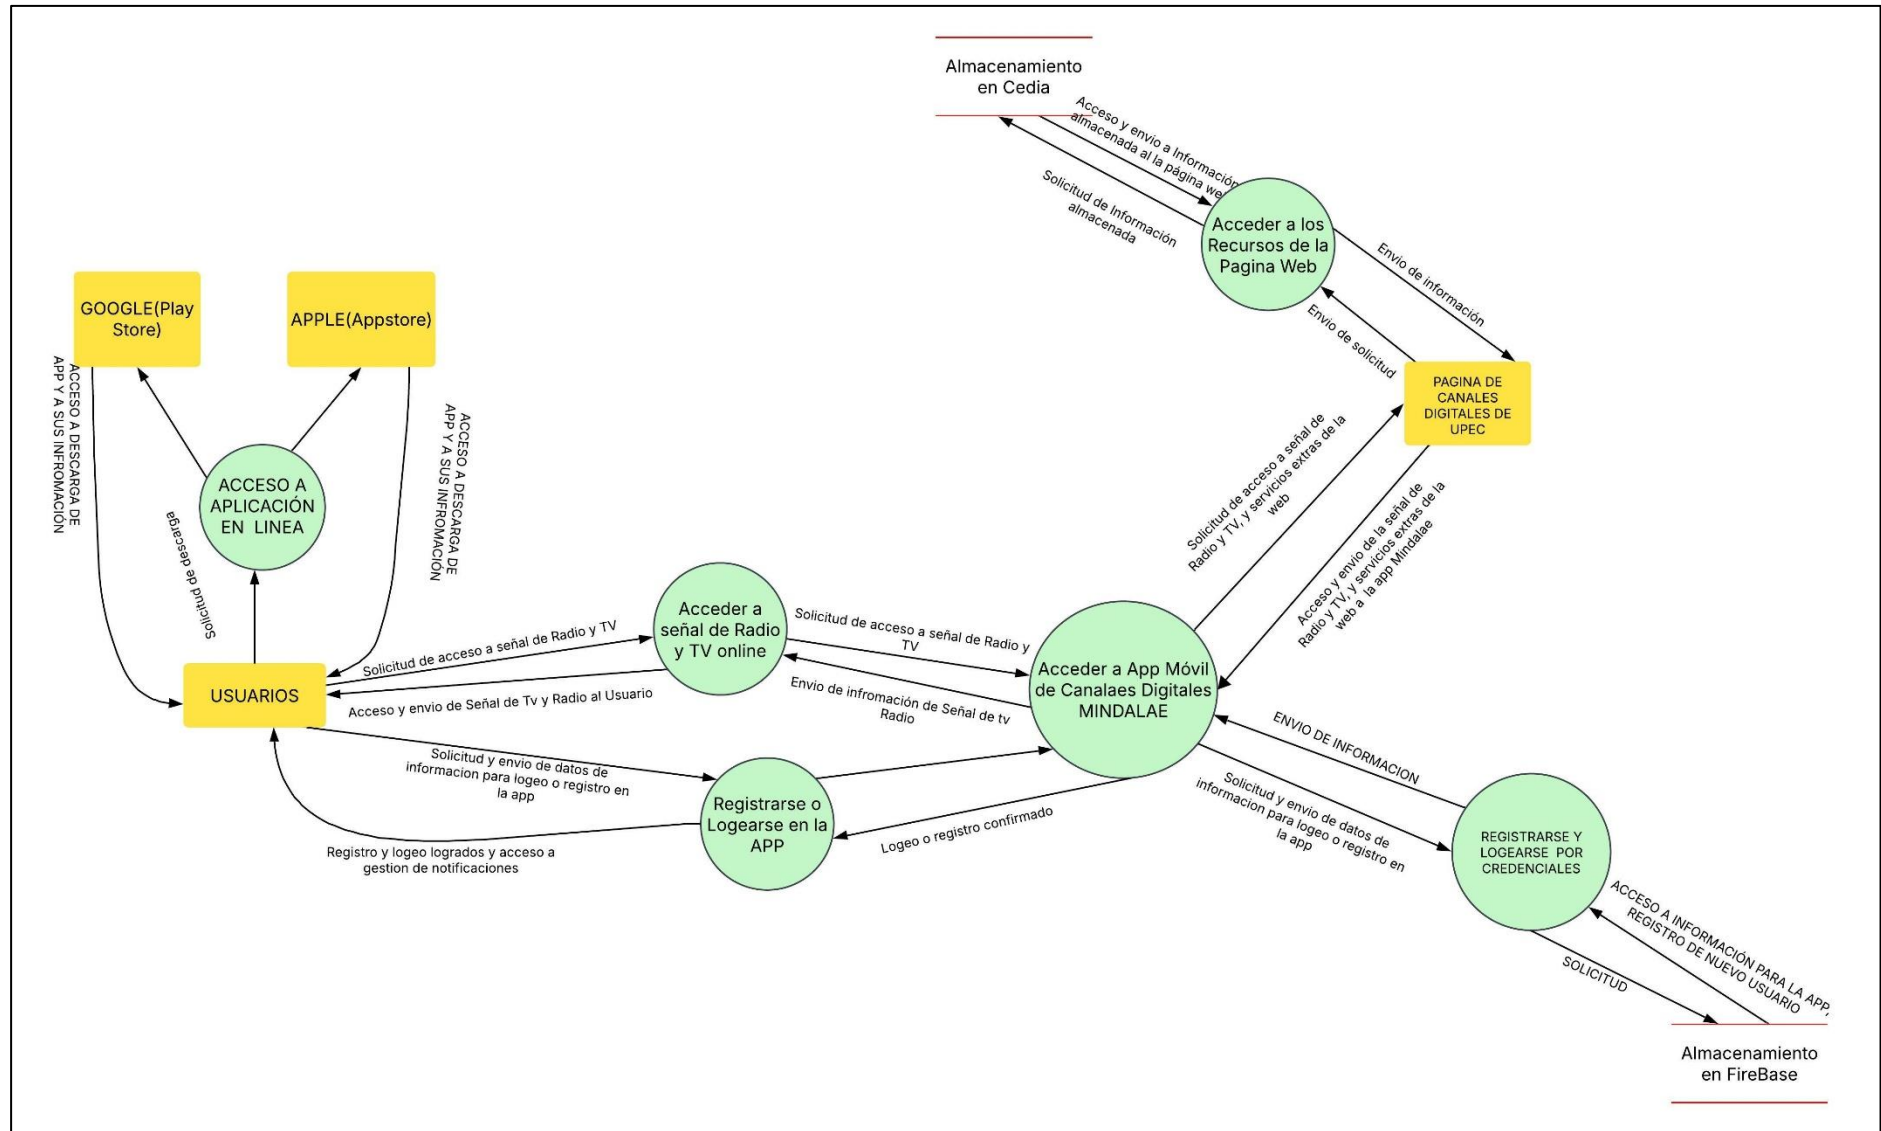 Almacenamiento
en Cedia
Acceso y envio a Información
almacenada al la página we
Solicitud de Información
almacenada
Acceder a los
Recursos de la
Pagina Web
Envio de información
Envio de solicitud
GOOGLE(Play
Store)
APPLE(Appstore)
PAGINA DE
CANALES
DIGITALES DE
UPEC
ACCESO A DESCARGA DE
APP Y A SUS INFROMACIÓN
ACCESO A DESCARGA DE
APP Y A SUS INFROMACIÓN
ACCESO A
APLICACIÓN
EN LINEA
Solicitud de descarga
Solicitud de acceso a señal de
Radio y TV, y servicios extras de la
web
Acceso y envio de la señal de
Radio y TV, y servicios extras de la
web a la app Mindalae
Acceder a
señal de Radio
y TV online
Solicitud de acceso a señal de Radio y TV
Solicitud de acceso a señal de Radio y
TV
USUARIOS
Acceso y envio de Señal de Tv y Radio al Usuario
Envio de infromación de Señal de tv
Radio
Acceder a App Móvil
de Canalaes Digitales
MINDALAE
ENVIO DE INFORMACION
Solicitud y envio de datos de
informacion para logeo o registro en
la app
Registrarse o
Logearse en la
APP
Logeo o registro confirmado
Solicitud y envio de datos de
informacion para logeo o registro en
la app
Registro y logeo logrados y acceso a
gestion de notificaciones
REGISTRARSE Y
LOGEARSE POR
CREDENCIALES
ACCESO A INFORMACIÓN PARA LA APP,
REGISTRO DE NUEVO USUARIO
SOLICITUD
Almacenamiento
en FireBase